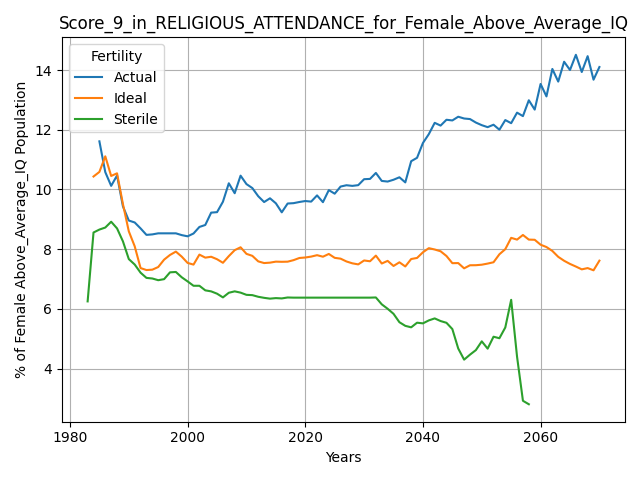 Score_9_in_RELIGIOUS_ATTENDANCE_for_Female_Above_Average_IQ
Fertility
Actual
Ideal
Sterile
14
12
10
8
6
4
% of Female Above_Average_IQ Population
1980
2000
2020
2040
2060
Years